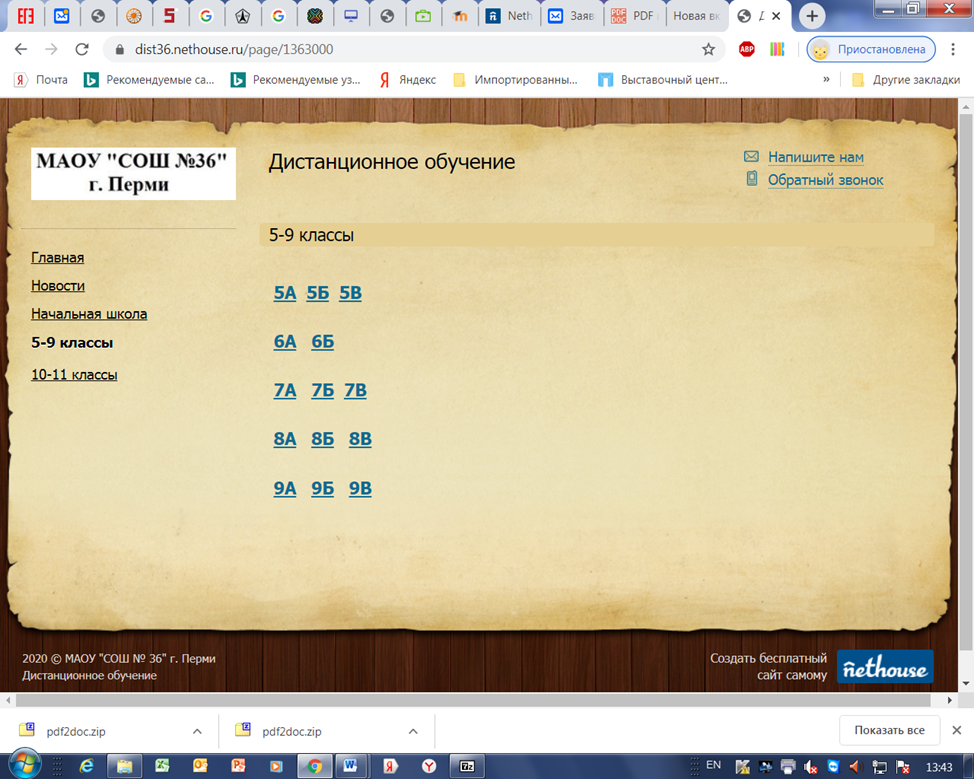 Neth
Заяв
PDF
Новая вк
dist36.nethouse.ru/page/1363000
ABP
Приостановлена
Почта
Рекомендуемые са...
Рекомендуемые уз...
Яндекс
Импортированны...
Выставочный цент...
»
Другие закладки
МАОУ "СОШ №36"
г. Перми
Дистанционное обучение
Напишите нам
Обратный звонок
5-9 классы
Главная
Новости
Начальная школа
5-9 классы
10-11 классы
5А 5Б 5В
6А 6Б
7А 7Б 7В
8А 8Б 8В
9А 9Б 9В
2020 © МАОУ "СОШ № 36" г. Перми
Дистанционное обучение
Создать бесплатный
сайт самому
nethouse
pdf2doc.zip
pdf2doc.zip
Показать все
EN
13:43